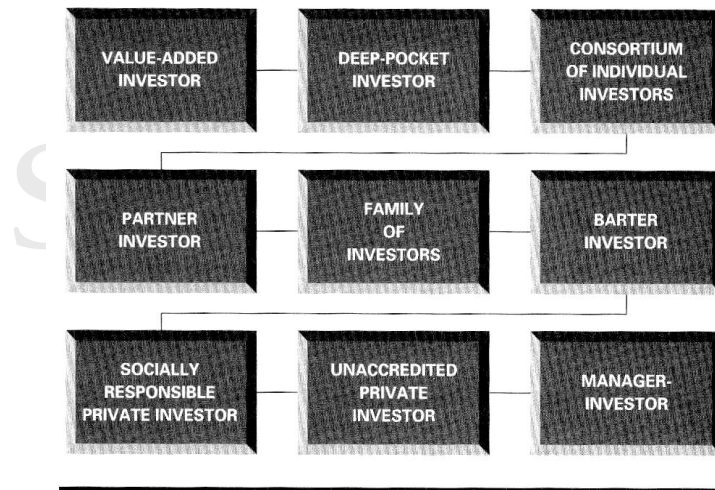 VALUE-ADDED
INVESTOR
DEEP-POCKET
INVESTOR
CONSORTIUM
OF INDIVIDUAL
INVESTORS
PARTNER
INVESTOR
FAMILY
OF
INVESTORS
BARTER
INVESTOR
SOCIALLY
RESPONSIBLE
PRIVATE INVESTOR
UNACCREDITED
PRIVATE
INVESTOR
MANAGER-
INVESTOR